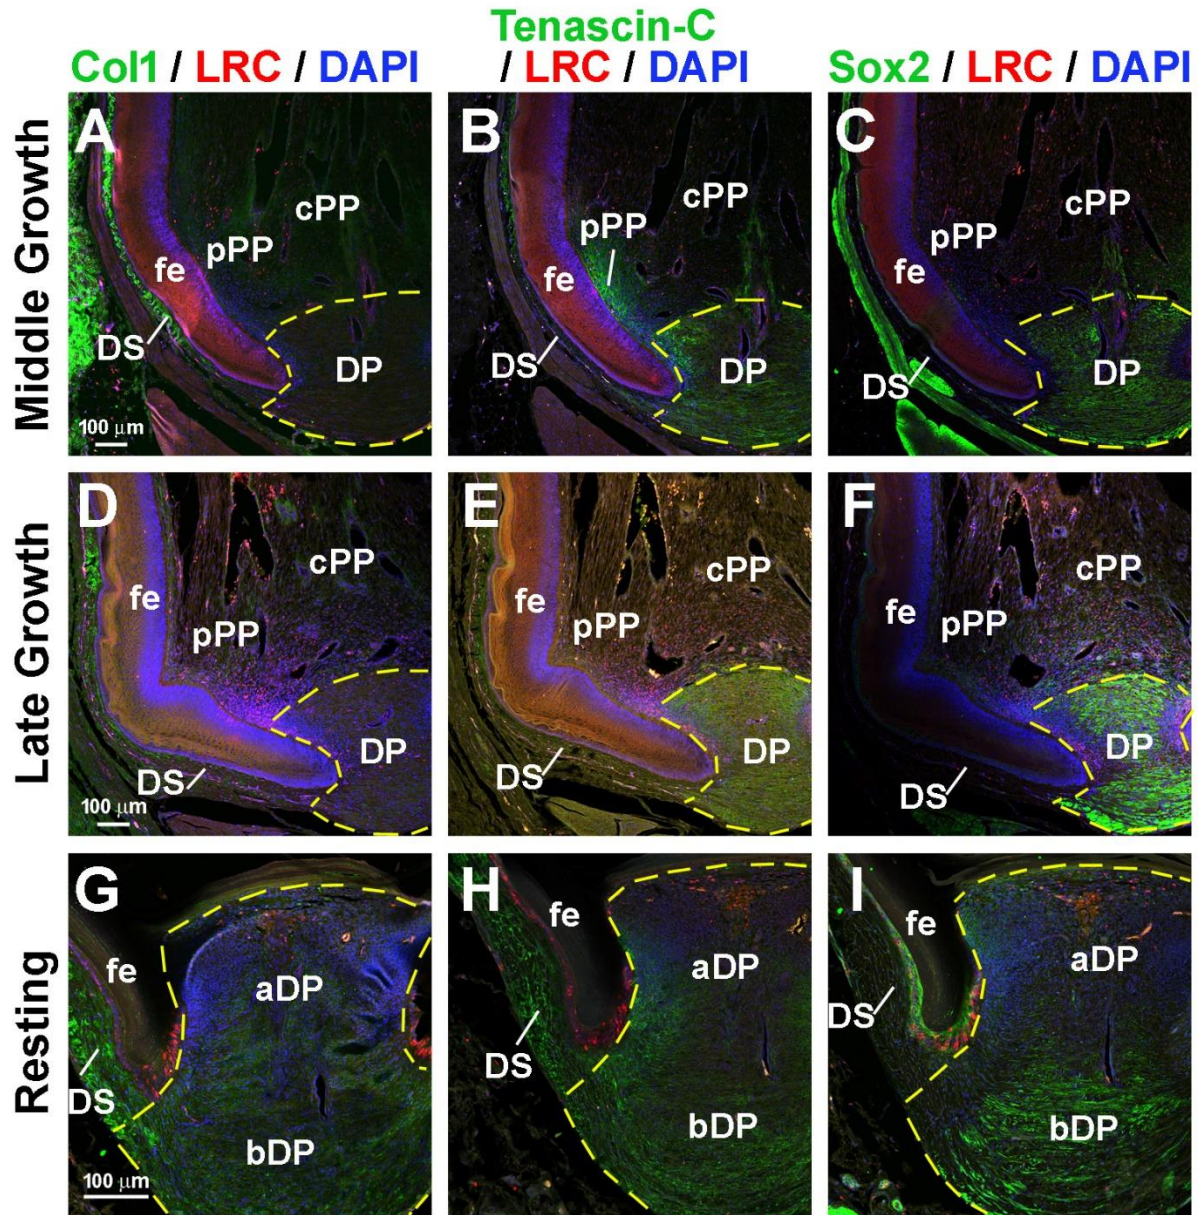 Tenascin-C
Col1 / LRC / DAPI
/ LRC / DAPI
Sox2 / LRC / DAPI
Middle Growth
A
cPP
pPP
fe
DS
DP
100 μm
B
cPP
pPP
fe
DS
DP
C
cPP
pPP
fe
DS
DP
Late Growth
D
cPP
fe
pPP
DP
DS
100 μm
E
cPP
fe
pPP
DP
DS
F
cPP
fe
pPP
DP
DS
Resting
G
fe
aDP
DS
bDP
100 μm
H
fe
aDP
DS
bDP
I
fe
aDP
DS
bDP